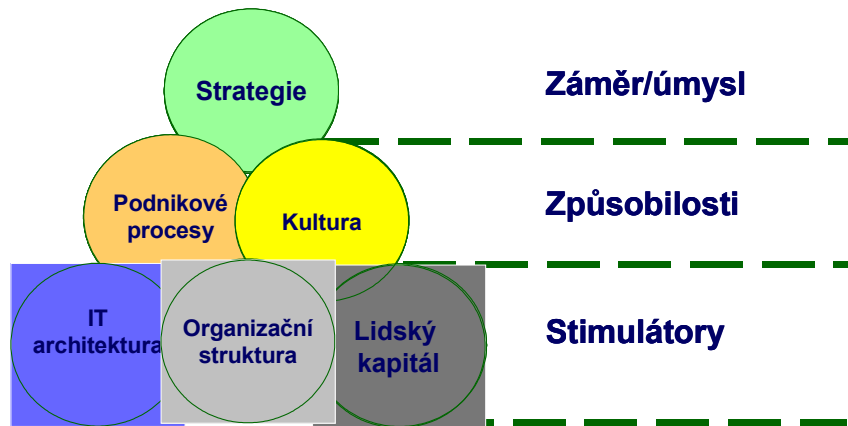 Strategie
Záměr/úmysl
Podnikové
procesy
Kultura
Způsobilosti
IT
architektura
Organizační
struktura
Lidský
kapitál
Stimulátory